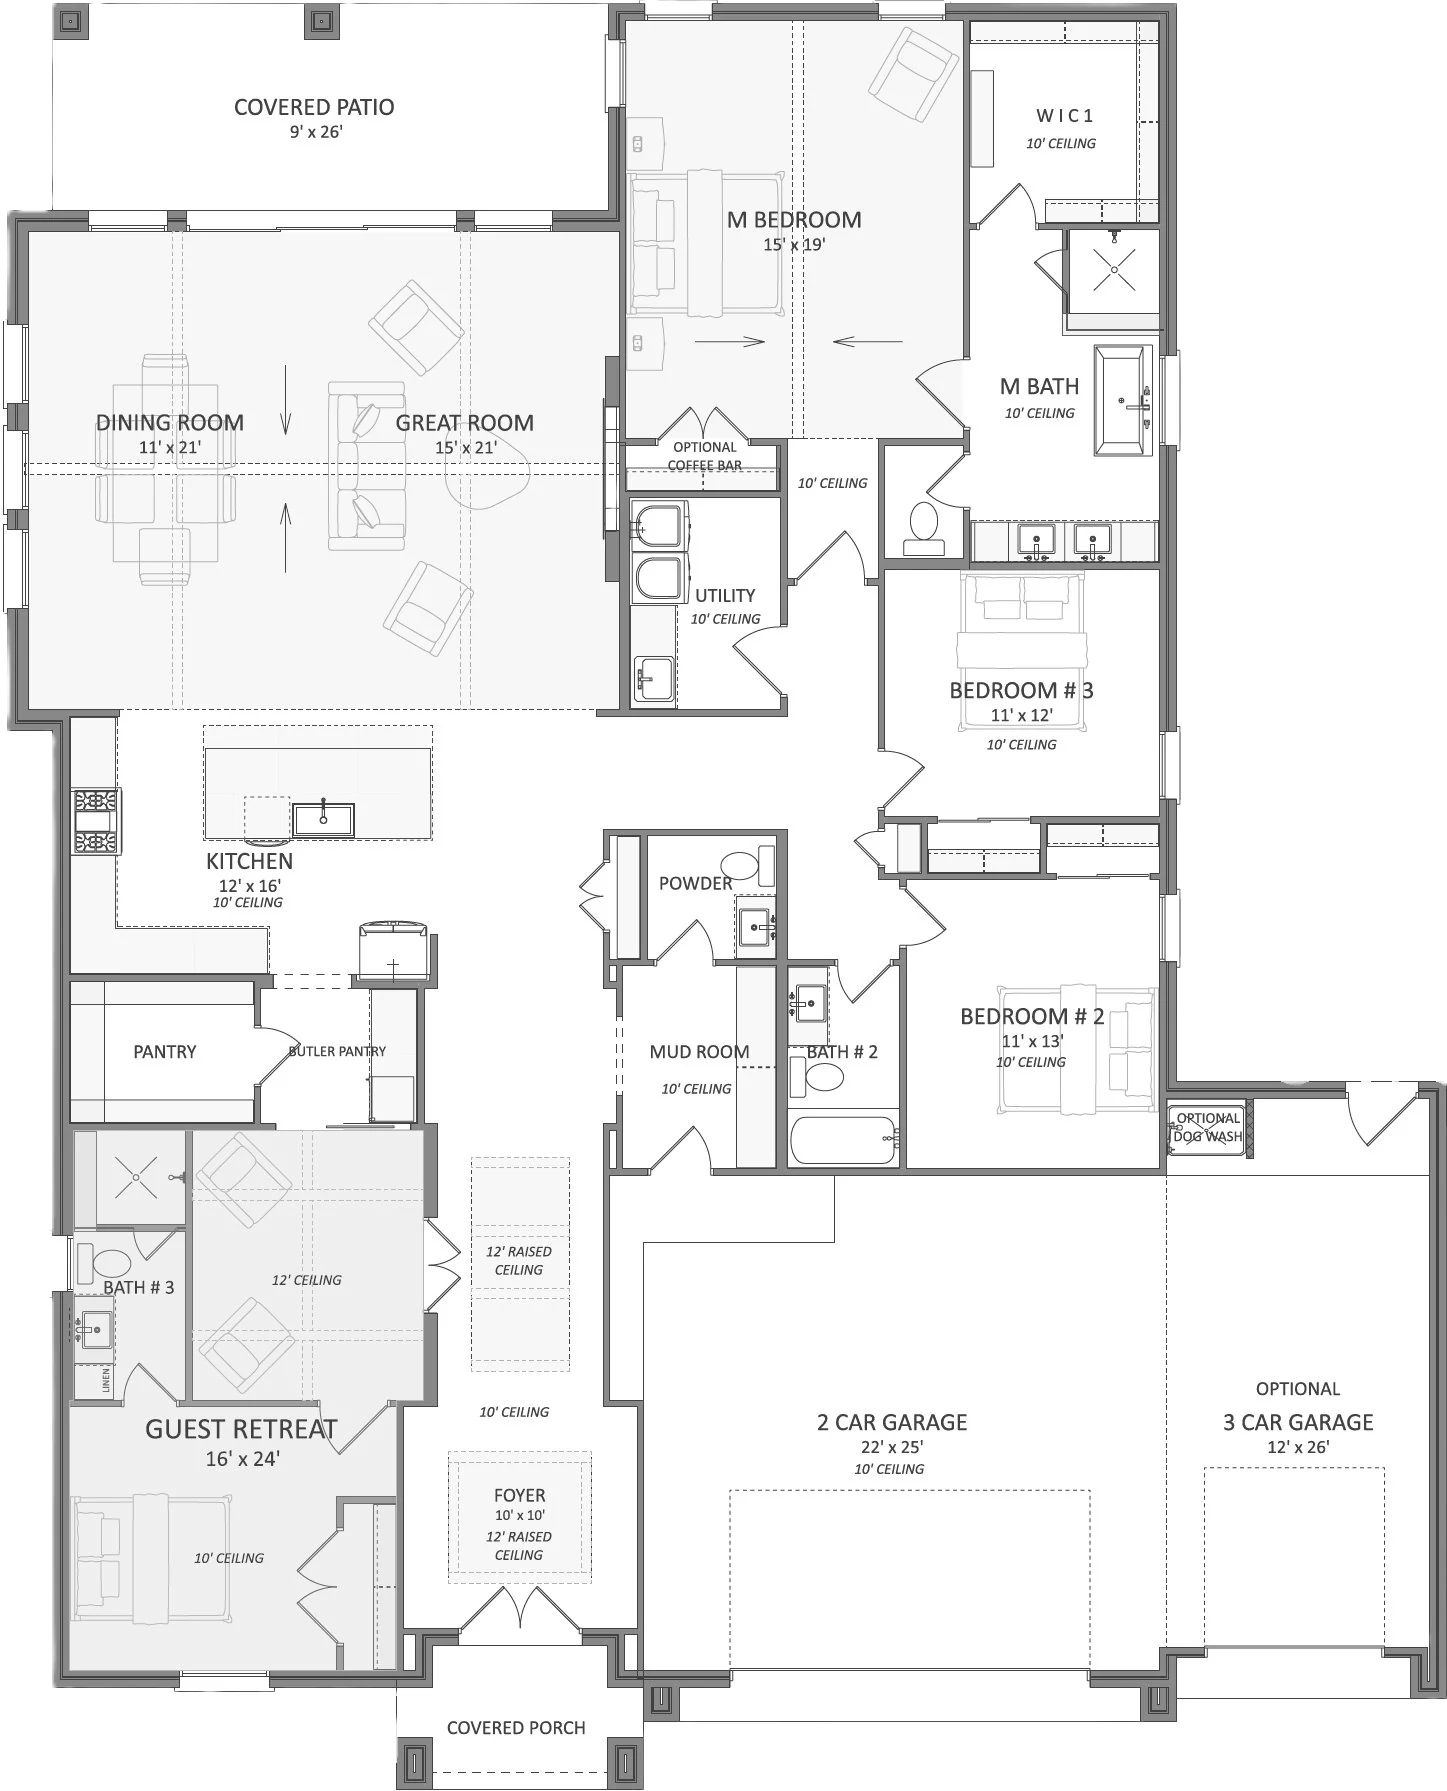 COVERED PATIO
9' x 26'
W I C 1
10' CEILING
M BEDROOM
15' x 19'
M BATH
10' CEILING
DINING ROOM
11' x 21'
GREAT ROOM
15' x 21'
OPTIONAL
COFFEE BAR
10' CEILING
UTILITY
10' CEILING
BEDROOM # 3
11' x 12'
10' CEILING
KITCHEN
12' x 16'
10' CEILING
POWDER
BEDROOM # 2
11' x 13'
10' CEILING
PANTRY
BUTLER PANTRY
MUD ROOM
10' CEILING
BATH # 2
OPTIONAL
DOG WASH
12' RAISED
CEILING
12' CEILING
BATH # 3
LINEN
10' CEILING
GUEST RETREAT
16' x 24'
10' CEILING
2 CAR GARAGE
22' x 25'
10' CEILING
OPTIONAL
3 CAR GARAGE
12' x 26'
FOYER
10' x 10'
12' RAISED
CEILING
COVERED PORCH